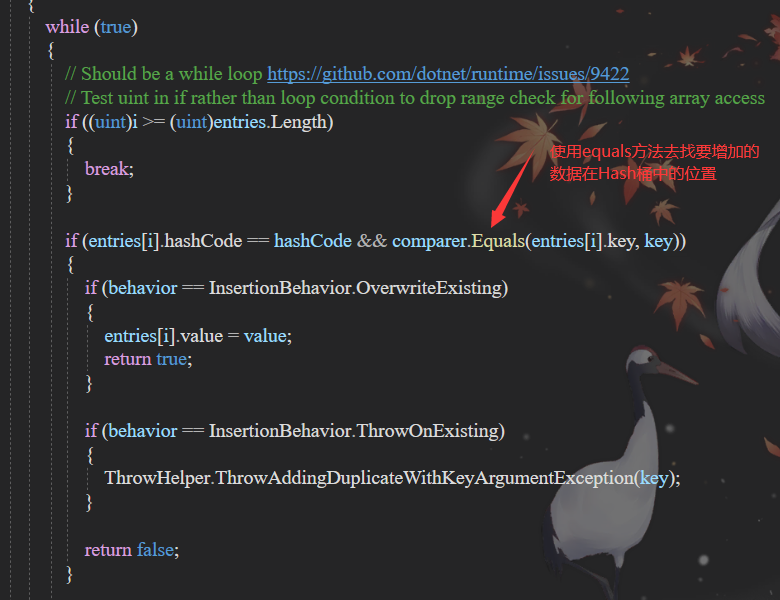 {
while (true)
{
// Should be a while loop https://github.com/dotnet/runtime/issues/9422
// Test uint in if rather than loop condition to drop range check for following array access
if ((uint)i >= (uint)entries.Length)
{
break;
}
使用equals方法去找要增加的
数据在Hash桶中的位置
if (entries[i].hashCode == hashCode && comparer.Equals(entries[i].key, key))
{
if (behavior == InsertionBehavior.OverwriteExisting)
{
entries[i].value = value;
return true;
}
if (behavior == InsertionBehavior.ThrowOnExisting)
{
ThrowHelper.ThrowAddingDuplicateWithKeyArgumentException(key);
}
return false;
}